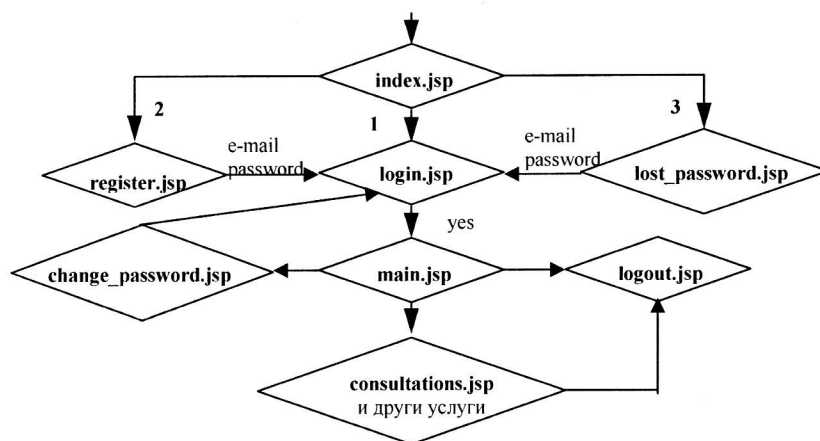 index.jsp
2
1
3
e-mail
password
e-mail
password
register.jsp
login.jsp
lost_password.jsp
yes
change_password.jsp
main.jsp
logout.jsp
consultations.jsp
и други услуги